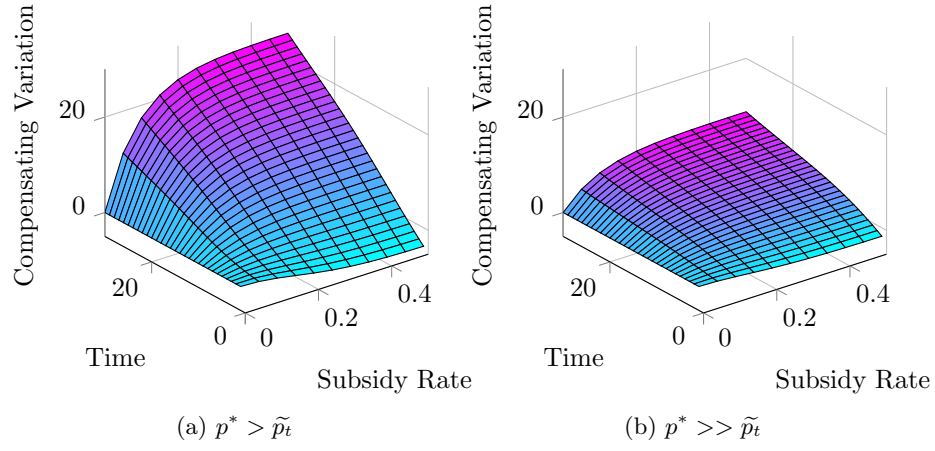 Compensating Variation
20
0
20
0
0
0.2
0.4
Time
Subsidy Rate
(a) $p^* > \widetilde{p_t}$
Compensating Variation
20
0
20
0
0
0.2
0.4
Time
Subsidy Rate
(b) $p^* >> \widetilde{p_t}$